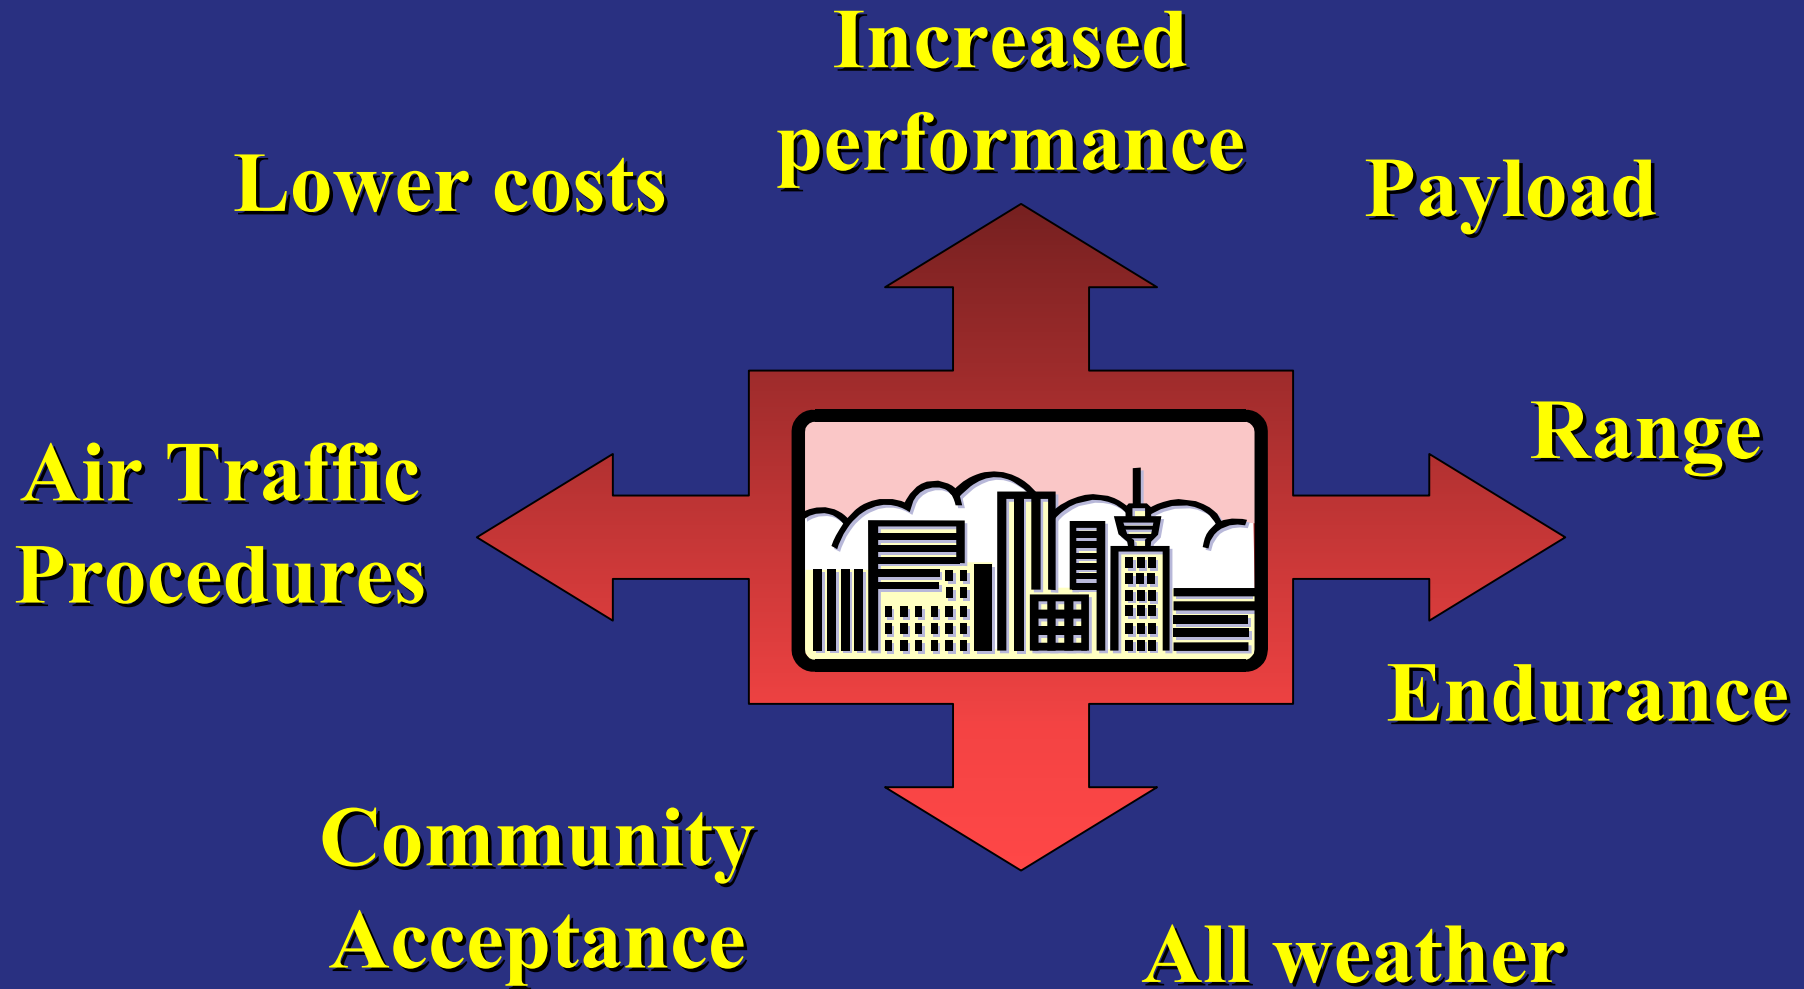 Increased
performance
Lower costs
Payload
Air Traffic
Procedures
Range
Endurance
Community
Acceptance
All weather